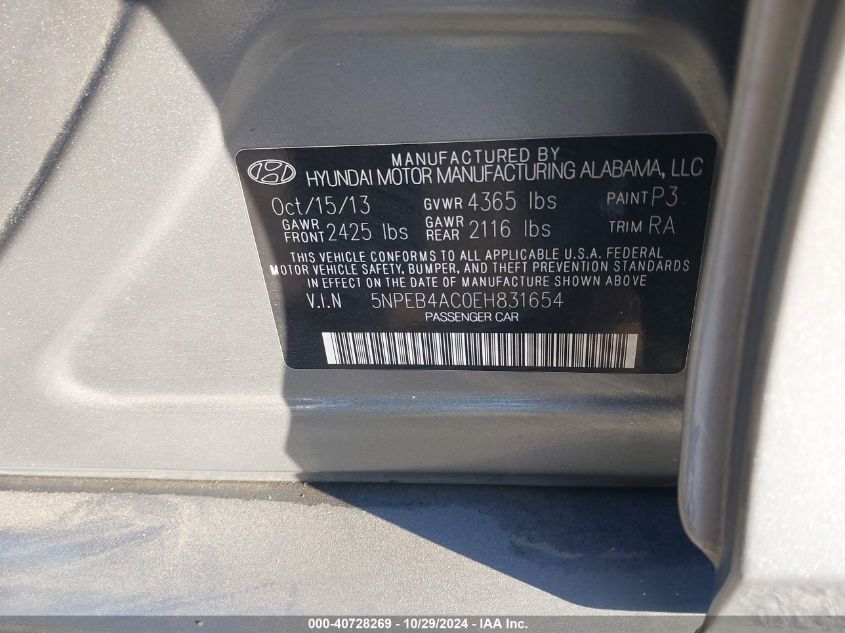 MANUFACTURED BY
HYUNDAI MOTOR MANUFACTURING ALABAMA, LLC
Oct/15/13 GVWR 4365 lbs PAINT P3
GAWR FRONT 2425 lbs GAWR REAR 2116 lbs TRIM RA
THIS VEHICLE CONFORMS TO ALL APPLICABLE U.S.A. FEDERAL
MOTOR VEHICLE SAFETY, BUMPER, AND THEFT PREVENTION STANDARDS
IN EFFECT ON THE DATE OF MANUFACTURE SHOWN ABOVE
V.I.N 5NPEB4AC0EH831654
PASSENGER CAR
000-40728269 - 10/29/2024 - IAA Inc.